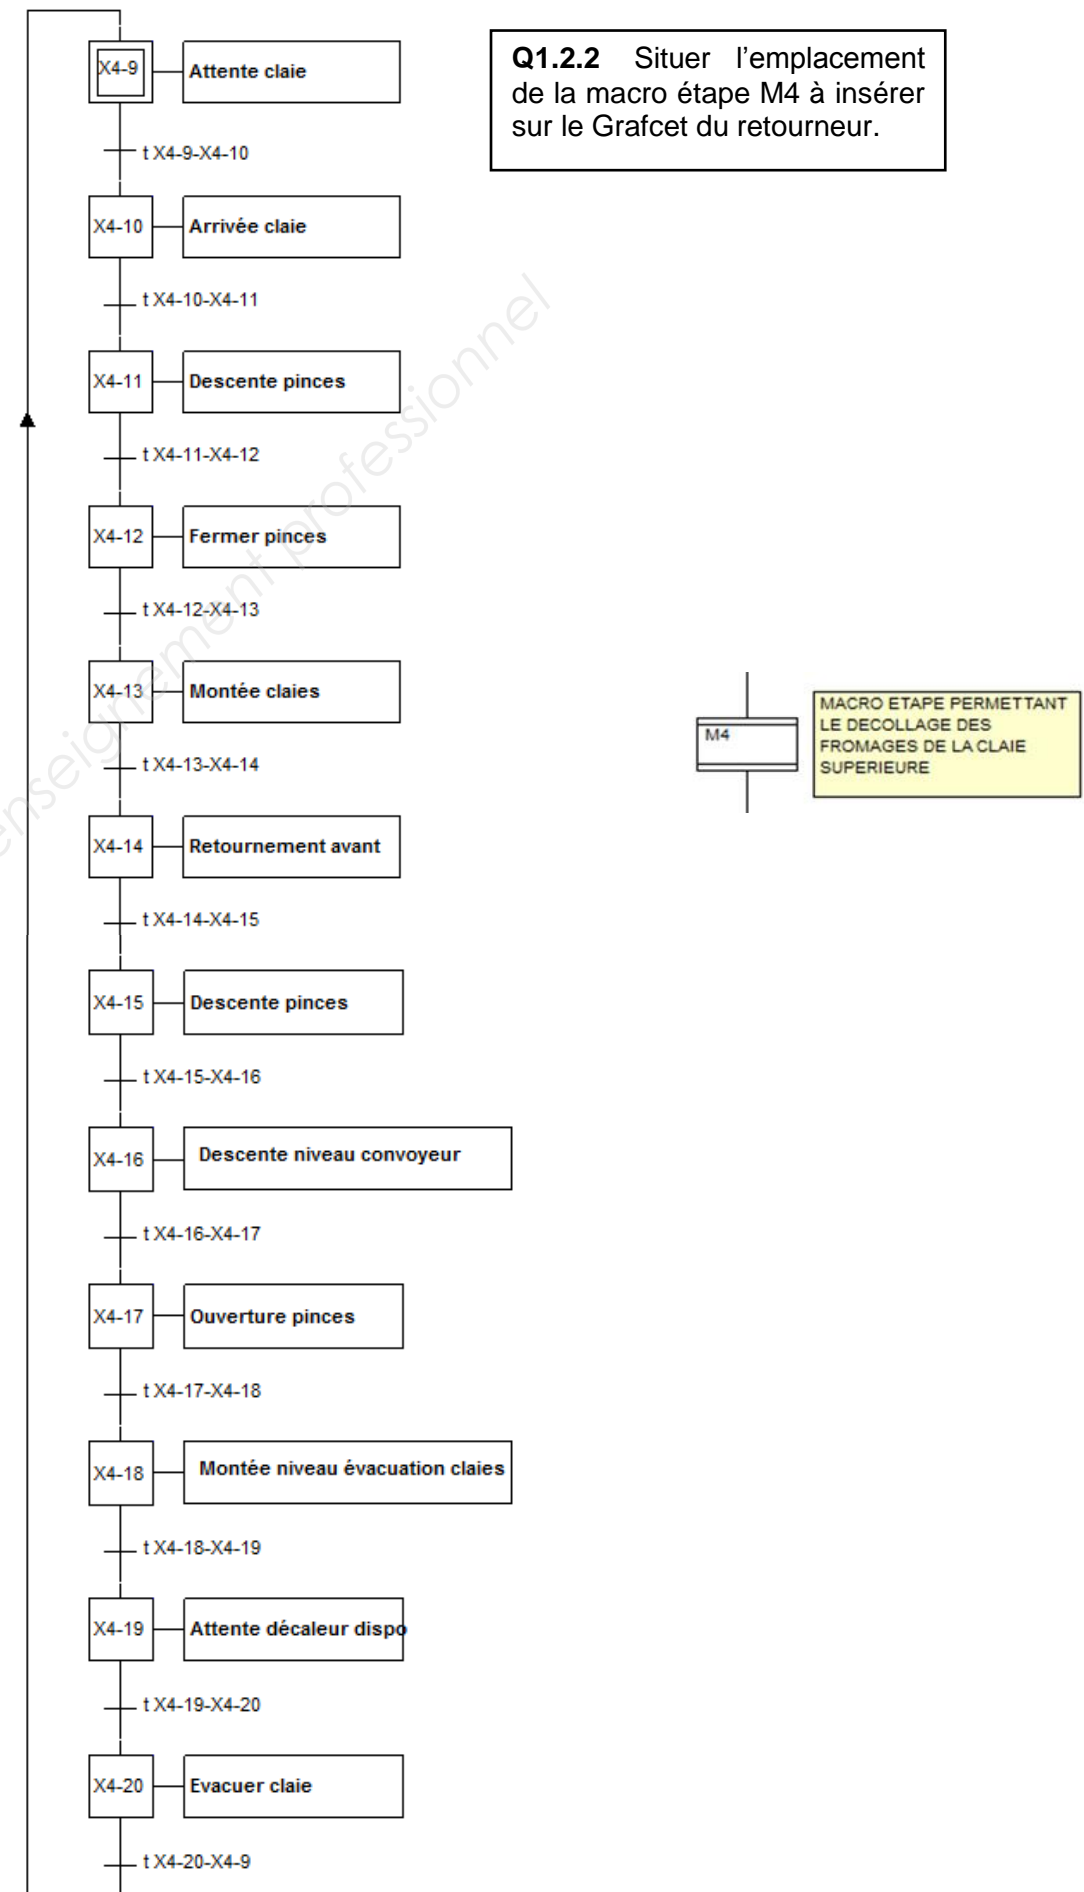 X4-9
Attente claie
Q1.2.2 Situer l'emplacement
de la macro étape M4 à insérer
sur le Grafcet du retourneur.
t X4-9-X4-10
X4-10
Arrivée claie
t X4-10-X4-11
X4-11
Descente pinces
t X4-11-X4-12
X4-12
Fermer pinces
t X4-12-X4-13
X4-13
Montée claies
M4
MACRO ETAPE PERMETTANT
LE DECOLLAGE DES
FROMAGES DE LA CLAIE
SUPERIEURE
t X4-13-X4-14
X4-14
Retournement avant
t X4-14-X4-15
X4-15
Descente pinces
t X4-15-X4-16
X4-16
Descente niveau convoyeur
t X4-16-X4-17
X4-17
Ouverture pinces
t X4-17-X4-18
X4-18
Montée niveau évacuation claies
t X4-18-X4-19
X4-19
Attente décaleur dispo
t X4-19-X4-20
X4-20
Evacuer claie
t X4-20-X4-9
enseignement professionnel